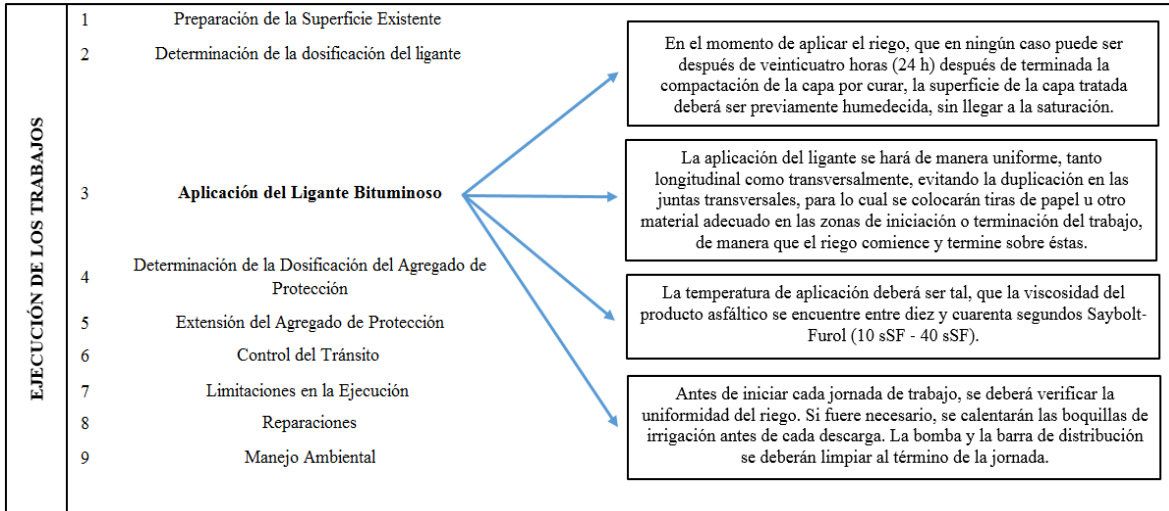 EJECUCIÓN DE LOS TRABAJOS
1 Preparación de la Superficie Existente
2 Determinación de la dosificación del ligante
3 Aplicación del Ligante Bituminoso
4 Determinación de la Dosificación del Agregado de
Protección
5 Extensión del Agregado de Protección
6 Control del Tránsito
7 Limitaciones en la Ejecución
8 Reparaciones
9 Manejo Ambiental
En el momento de aplicar el riego, que en ningún caso puede ser
después de veinticuatro horas (24 h) después de terminada la
compactación de la capa por curar, la superficie de la capa tratada
deberá ser previamente humedecida, sin llegar a la saturación.
La aplicación del ligante se hará de manera uniforme, tanto
longitudinal como transversalmente, evitando la duplicación en las
juntas transversales, para lo cual se colocarán tiras de papel u otro
material adecuado en las zonas de iniciación o terminación del trabajo,
de manera que el riego comience y termine sobre éstas.
La temperatura de aplicación deberá ser tal, que la viscosidad del
producto asfáltico se encuentre entre diez y cuarenta segundos Saybolt-
Furol (10 sSF - 40 sSF).
Antes de iniciar cada jornada de trabajo, se deberá verificar la
uniformidad del riego. Si fuere necesario, se calentarán las boquillas de
irrigación antes de cada descarga. La bomba y la barra de distribución
se deberán limpiar al término de la jornada.